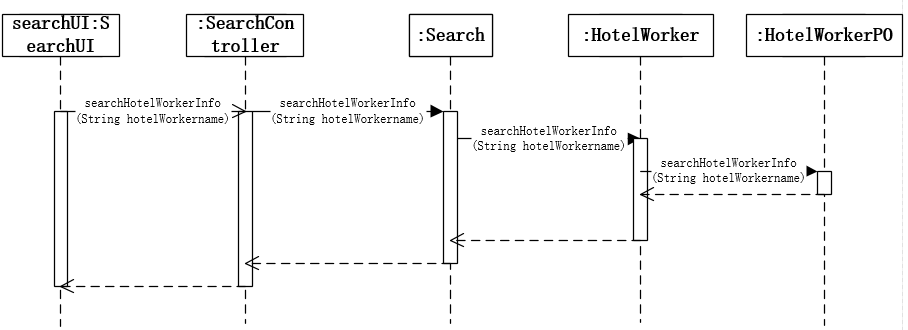 searchUI:S
earchUI
:SearchCon
troller
:Search
:HotelWorker
:HotelWorkerPO
searchHotelWorkerInfo
(String hotelWorkername)
searchHotelWorkerInfo
(String hotelWorkername)
searchHotelWorkerInfo
(String hotelWorkername)
searchHotelWorkerInfo
(String hotelWorkername)